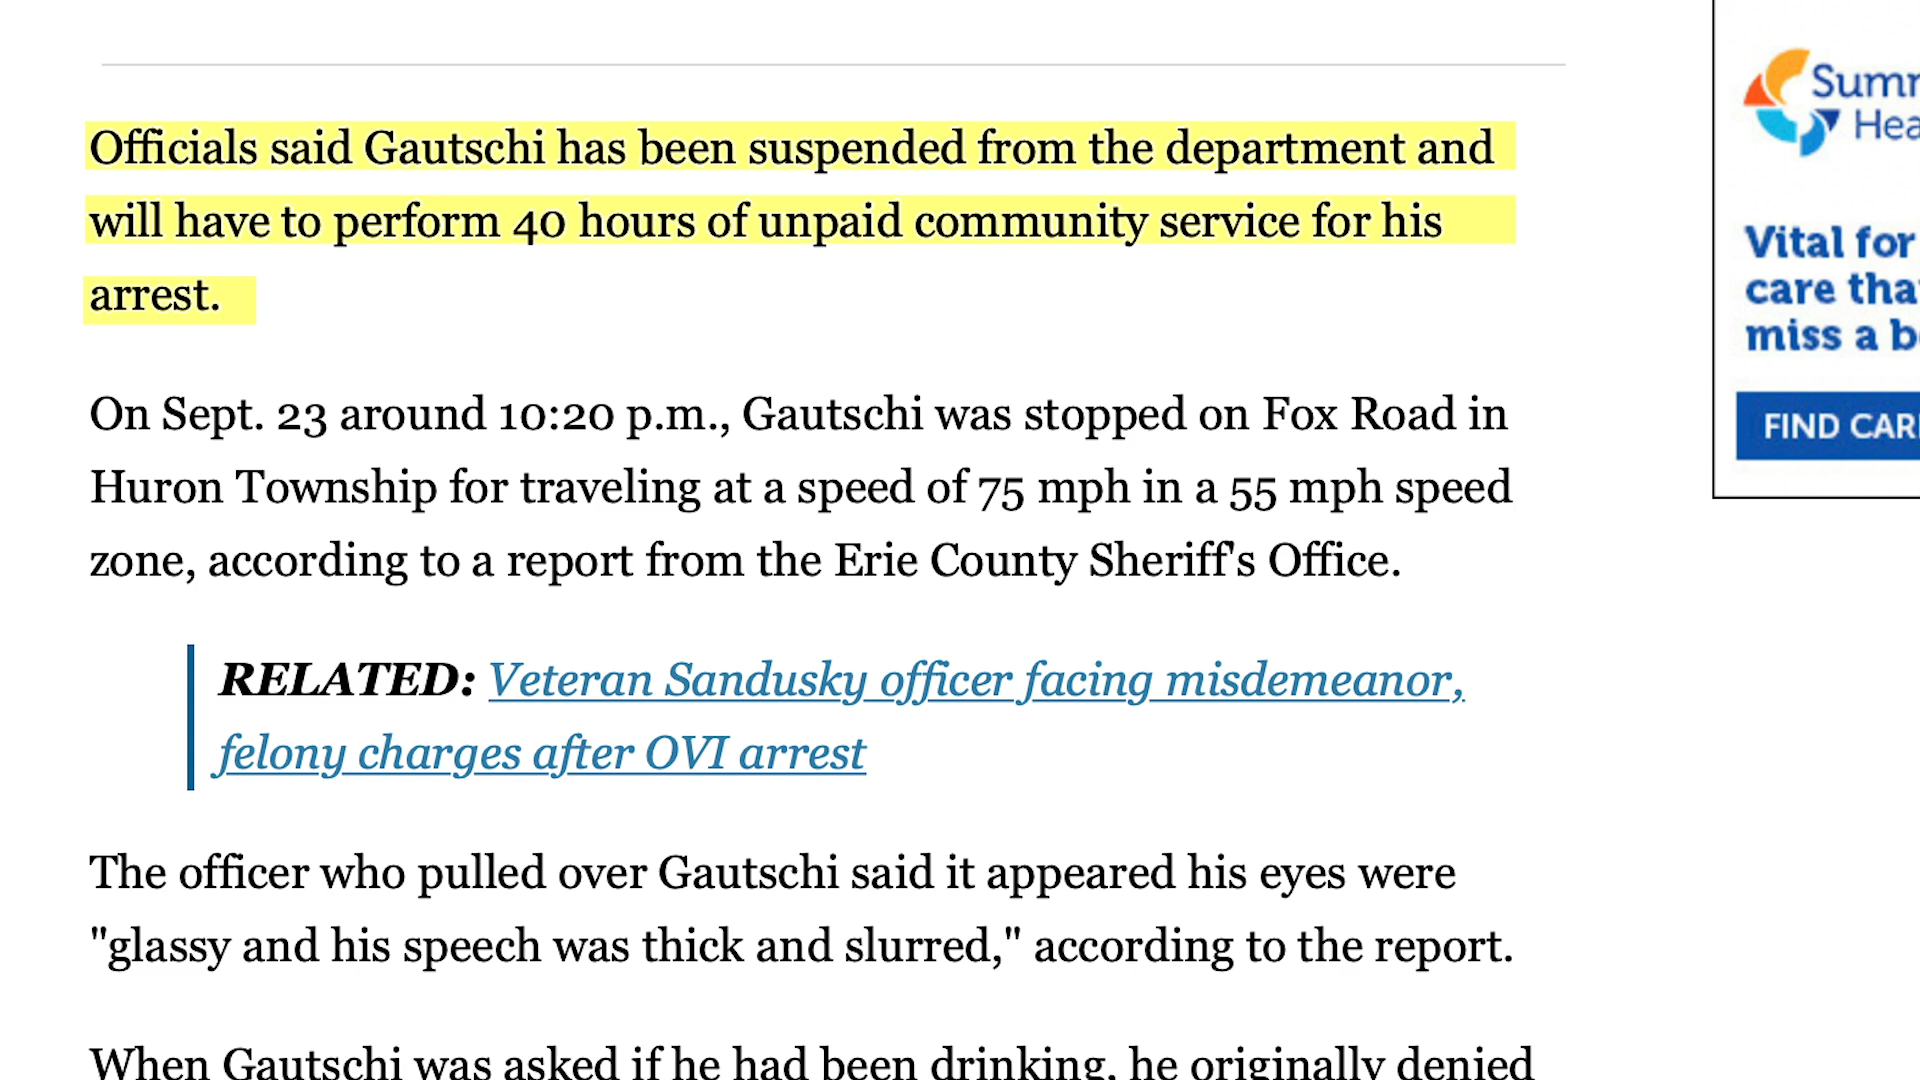 Officials said Gautschi has been suspended from the department and
will have to perform 40 hours of unpaid community service for his
arrest.
On Sept. 23 around 10:20 p.m., Gautschi was stopped on Fox Road in
Huron Township for traveling at a speed of 75 mph in a 55 mph speed
zone, according to a report from the Erie County Sheriff's Office.
RELATED: Veteran Sandusky officer facing misdemeanor,
felony charges after OVI arrest
The officer who pulled over Gautschi said it appeared his eyes were
"glassy and his speech was thick and slurred," according to the report.
When Gautschi was asked if he had been drinking, he originally denied
Vital for
care
miss a
FIND